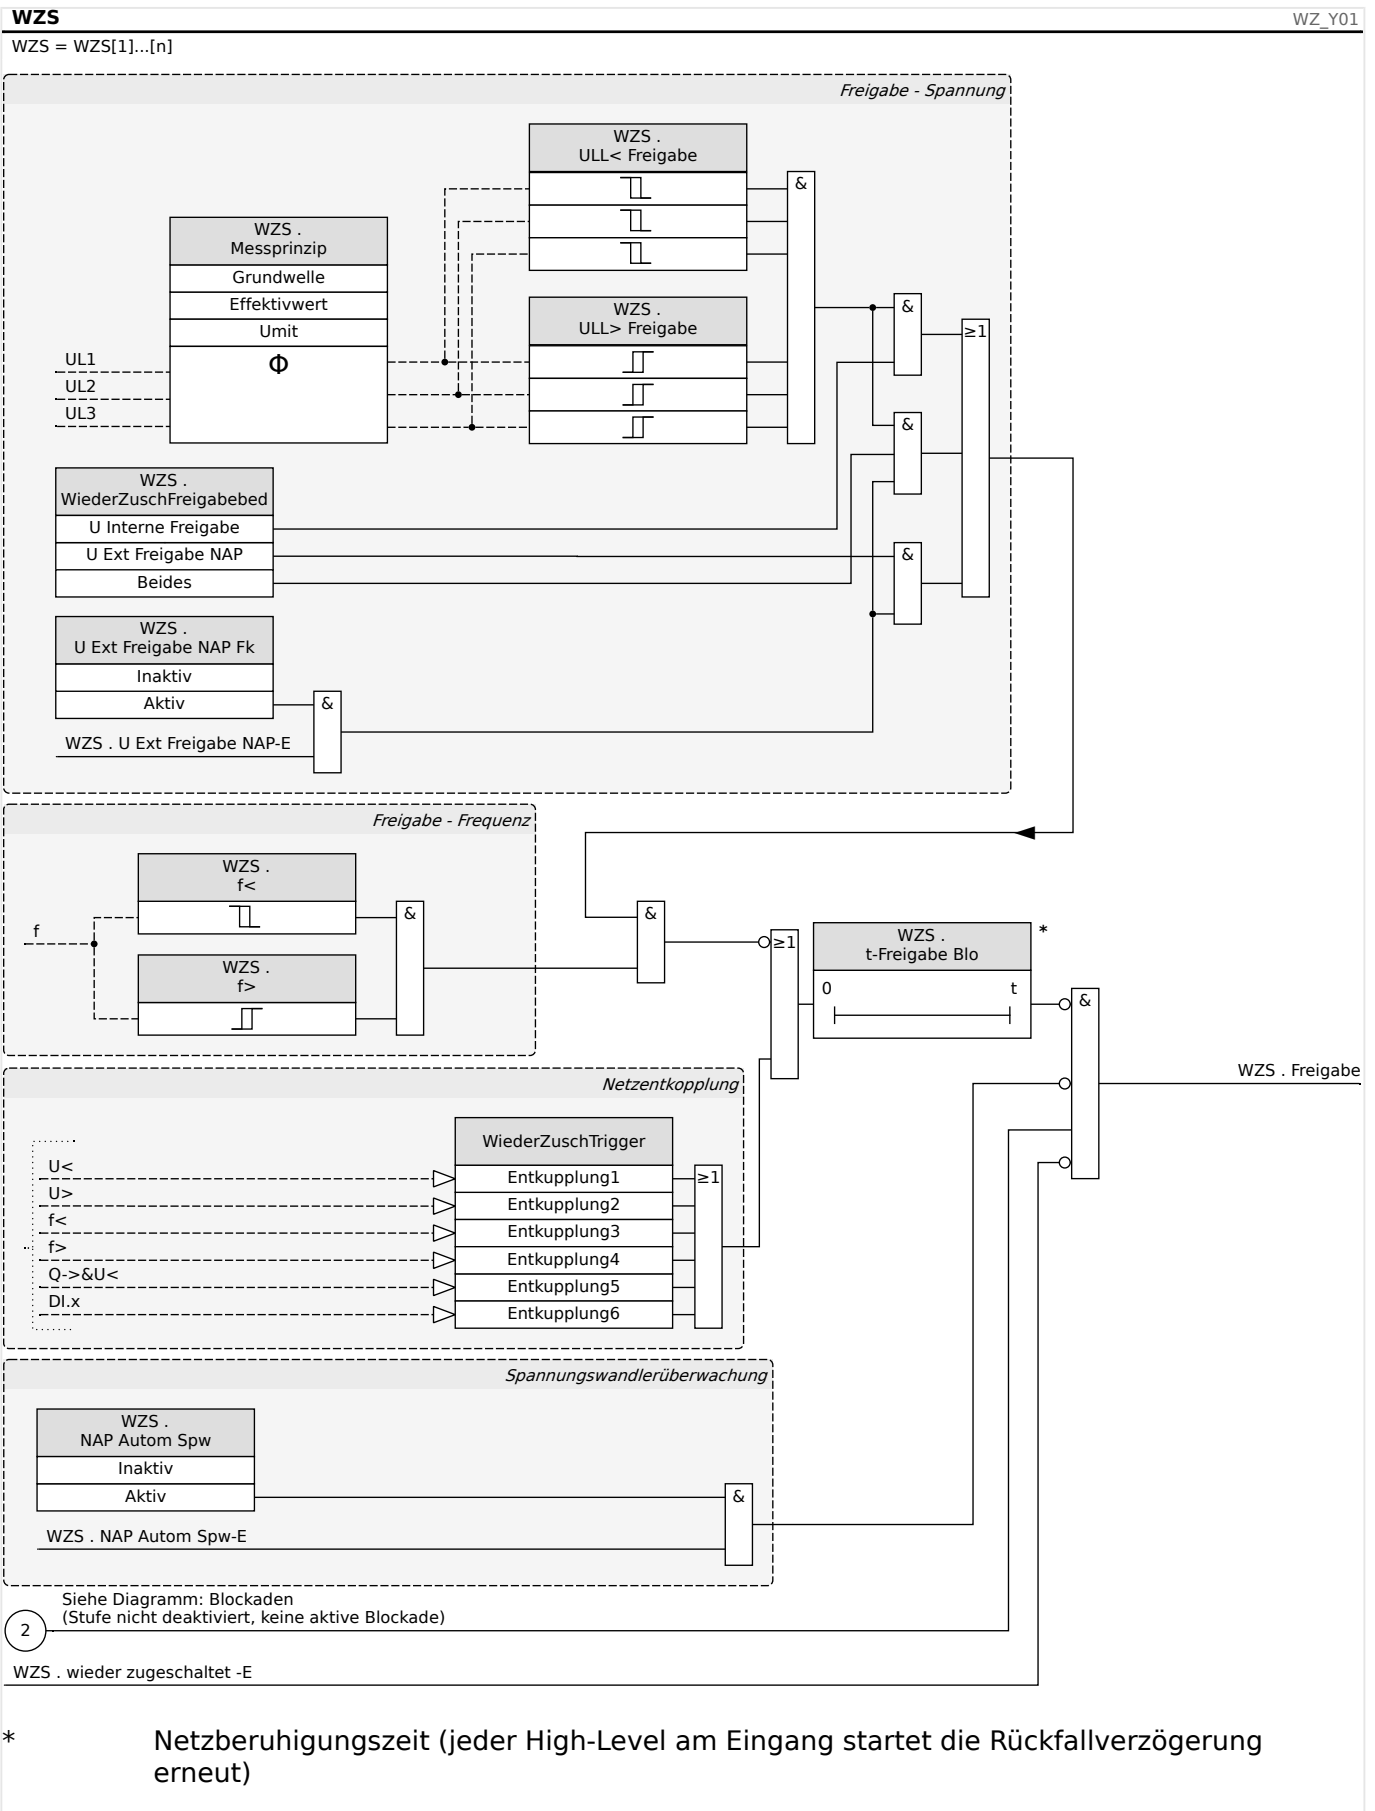 WZS
WZ_Y01
WZS = WZS[1]...[n]
Freigabe - Spannung
WZS .
ULL< Freigabe
&
WZS .
Messprinzip
Grundwelle
Effektivwert
Umit
Φ
UL1
UL2
UL3
WZS .
ULL> Freigabe
&
≥1
&
WZS .
WiederZuschFreigabebed
U Interne Freigabe
U Ext Freigabe NAP
Beides
&
WZS .
U Ext Freigabe NAP Fk
Inaktiv
Aktiv
&
WZS . U Ext Freigabe NAP-E
Freigabe - Frequenz
WZS .
f<
f
WZS .
f>
&
&
≥1
WZS .
t-Freigabe Blo
*
0
t
&
WZS . Freigabe
Netzentkopplung
WiederZuschTrigger
U<
U>
f<
f>
Q->&U<
DI.x
Entkupplung1
Entkupplung2
Entkupplung3
Entkupplung4
Entkupplung5
Entkupplung6
≥1
Spannungswandlerüberwachung
WZS .
NAP Autom Spw
Inaktiv
Aktiv
&
WZS . NAP Autom Spw-E
Siehe Diagramm: Blockaden
(Stufe nicht deaktiviert, keine aktive Blockade)
2
WZS . wieder zugeschaltet -E
* Netzberuhigungszeit (jeder High-Level am Eingang startet die Rückfallverzögerung
erneut)